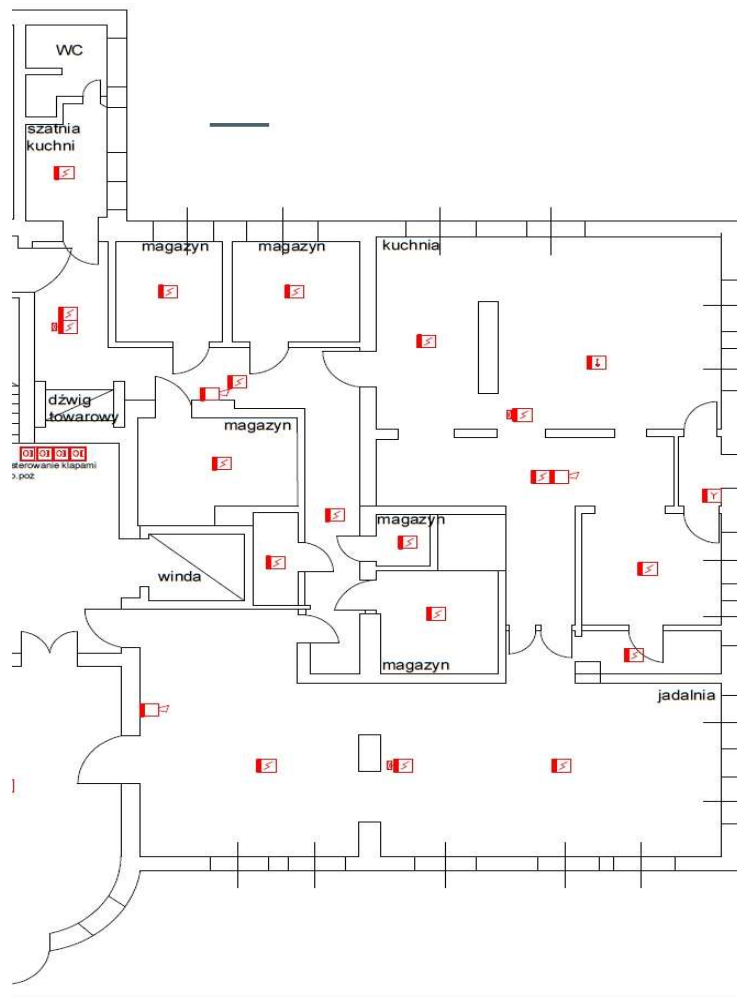 WC
szatnia
kuchni
magazyn
magazyn
kuchnia
dźwig
towarowy
magazyn
sterowanie klapami
p.poż
magazyn
winda
magazyn
jadalnia